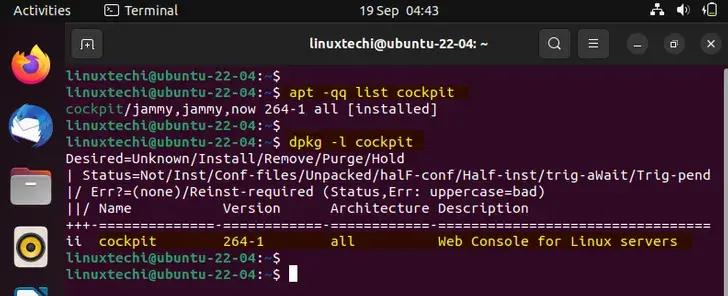 Activities Terminal 19 Sep 04:43
linuxtechi@ubuntu-22-04: ~
linuxtechi@ubuntu-22-04:~$
linuxtechi@ubuntu-22-04:~$ apt -qq list cockpit
cockpit/jammy,jammy,now 264-1 all [installed]
linuxtechi@ubuntu-22-04:~$
linuxtechi@ubuntu-22-04:~$ dpkg -l cockpit
Desired=Unknown/Install/Remove/Purge/Hold
| Status=Not/Inst/Conf-files/Unpacked/halF-conf/Half-inst/trig-aWait/Trig-pend
|/ Err?=(none)/Reinst-required (Status,Err: uppercase=bad)
||/ Name           Version      Architecture Description
+++-==============-============-============-=================================
ii  cockpit        264-1        all          Web Console for Linux servers
linuxtechi@ubuntu-22-04:~$
linuxtechi@ubuntu-22-04:~$